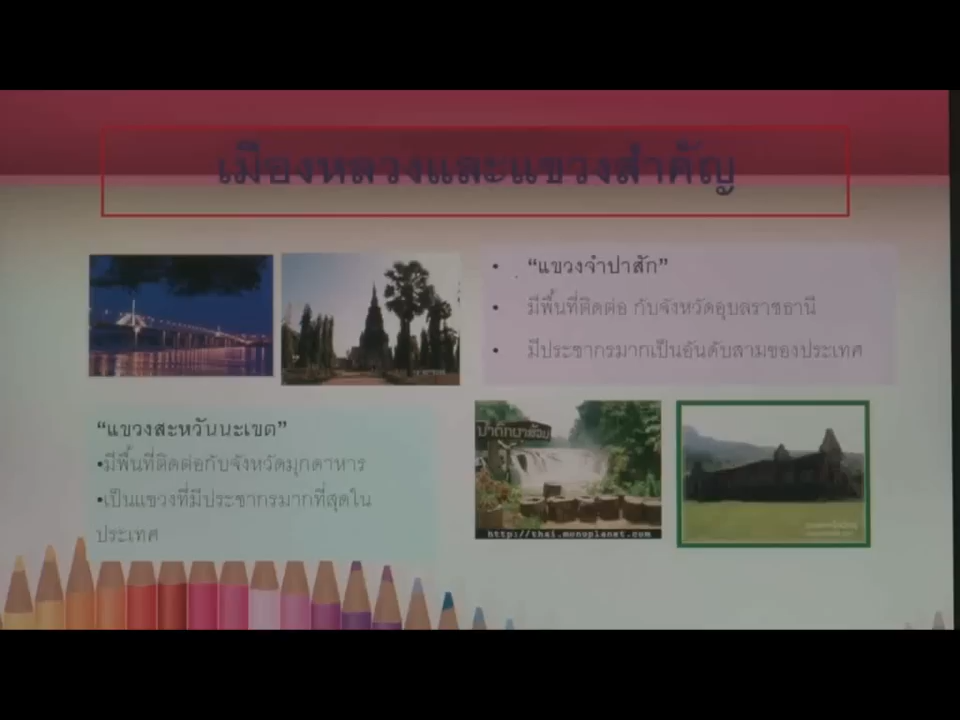 เมืองหลวงและแขวงสำคัญ
• “แขวงจำปาสัก”
• มีพื้นที่ติดต่อ กับจังหวัดอุบลราชธานี
• มีประชากรมากเป็นอันดับสามของประเทศ
“แขวงสะหวันนะเขต”
•มีพื้นที่ติดต่อกับจังหวัดมุกดาหาร
•เป็นแขวงที่มีประชากรมากที่สุดใน
ประเทศ
http://thai.monoplanet.com